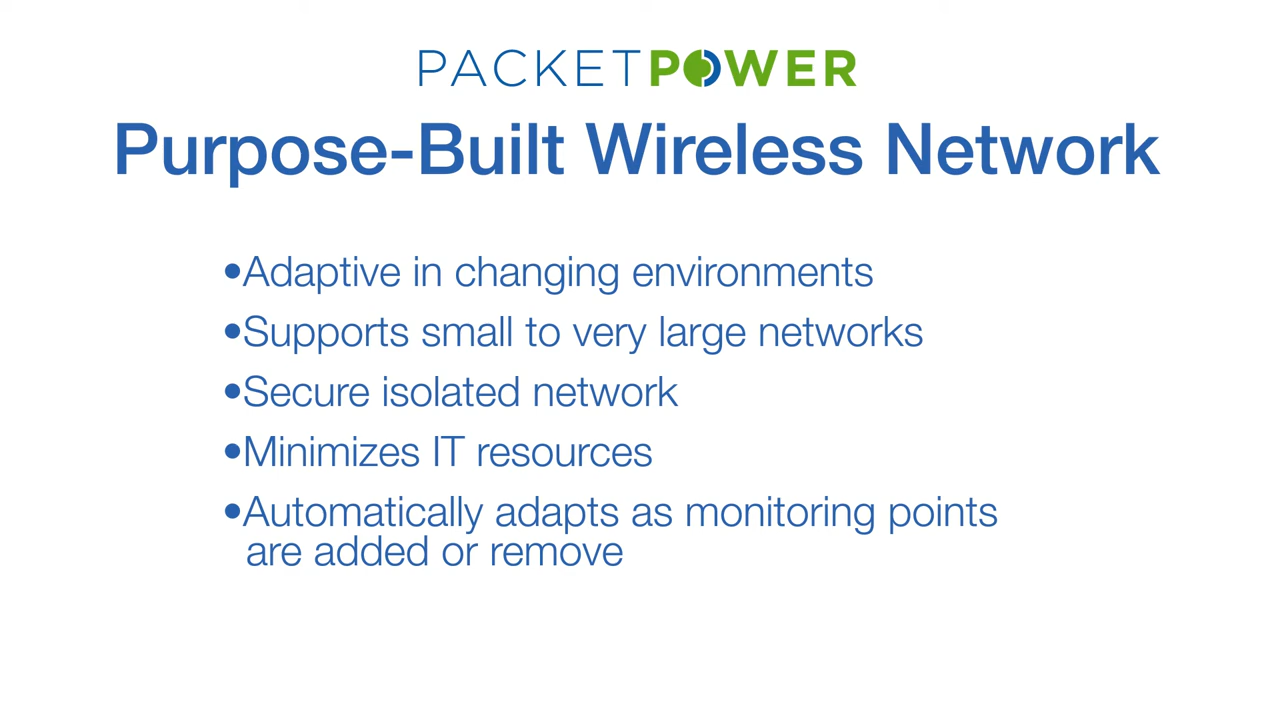 PACKETPOWER
Purpose-Built Wireless Network
•Adaptive in changing environments
•Supports small to very large networks
•Secure isolated network
•Minimizes IT resources
•Automatically adapts as monitoring points
are added or remove